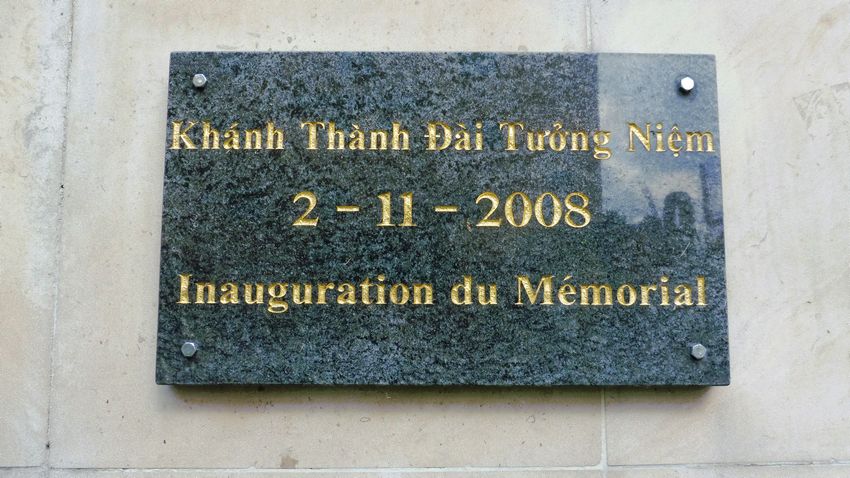 Khánh Thành Đài Tưởng Niệm
2 - 11 - 2008
Inauguration du Mémorial